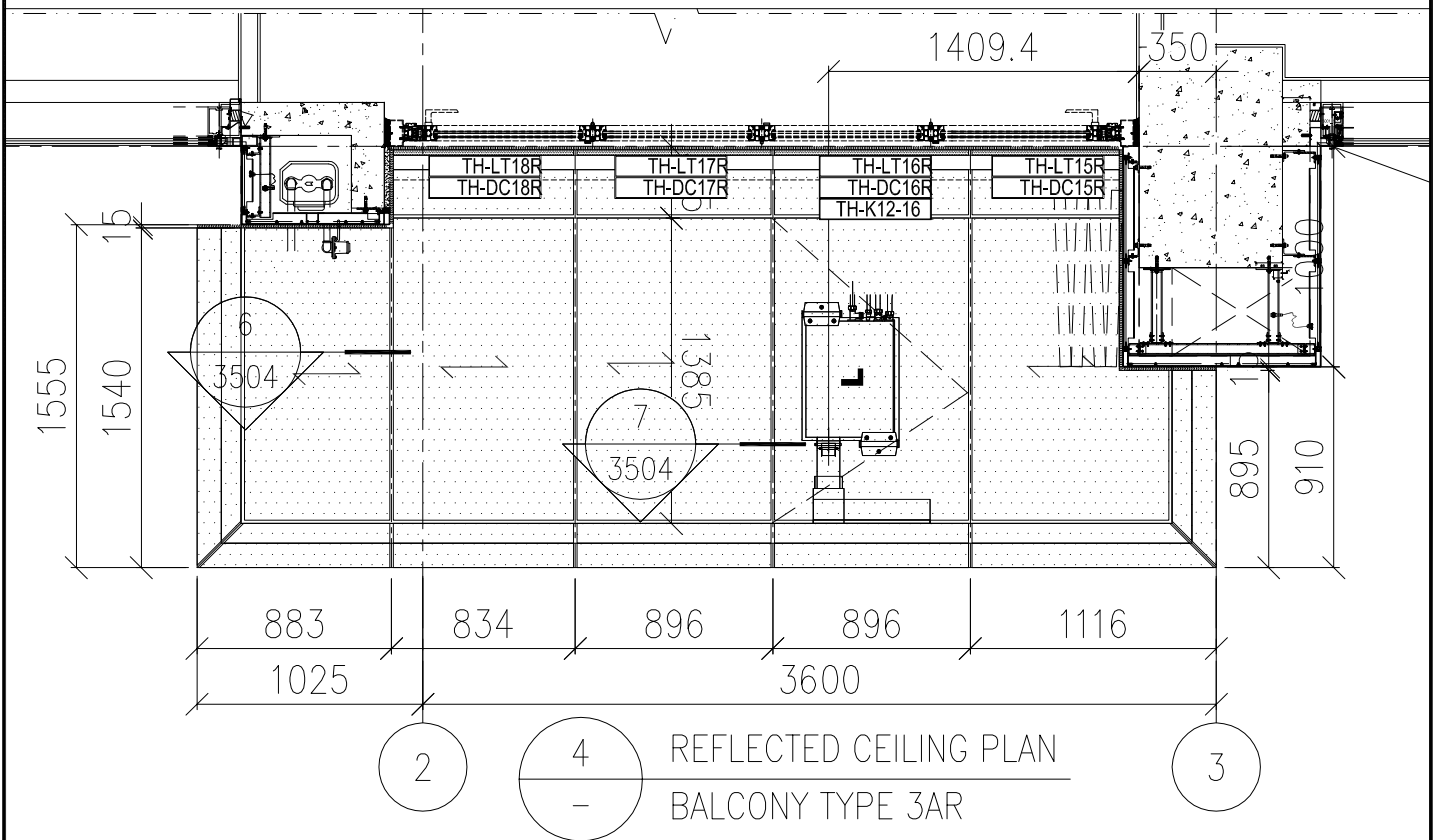 1409.4
350
TH-LT18R
TH-LT17R
TH-LT16R
TH-LT15R
TH-DC18R
TH-DC17R
TH-DC16R
TH-DC15R
TH-K12-16
15
6
3504
1555
1540
1385
7
3504
L
895
910
883
834
896
896
1116
1025
3600
2
4
-
REFLECTED CEILING PLAN
BALCONY TYPE 3AR
3